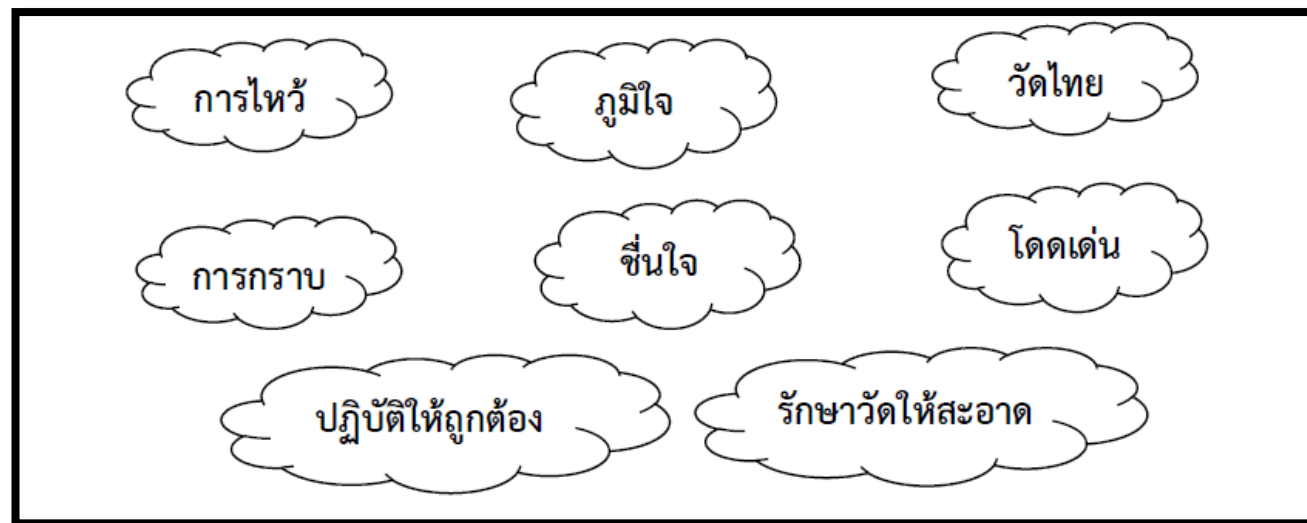 การไหว้
ภูมิใจ
วัดไทย
การกราบ
ชื่นใจ
โดดเด่น
ปฏิบัติให้ถูกต้อง
รักษาวัดให้สะอาด